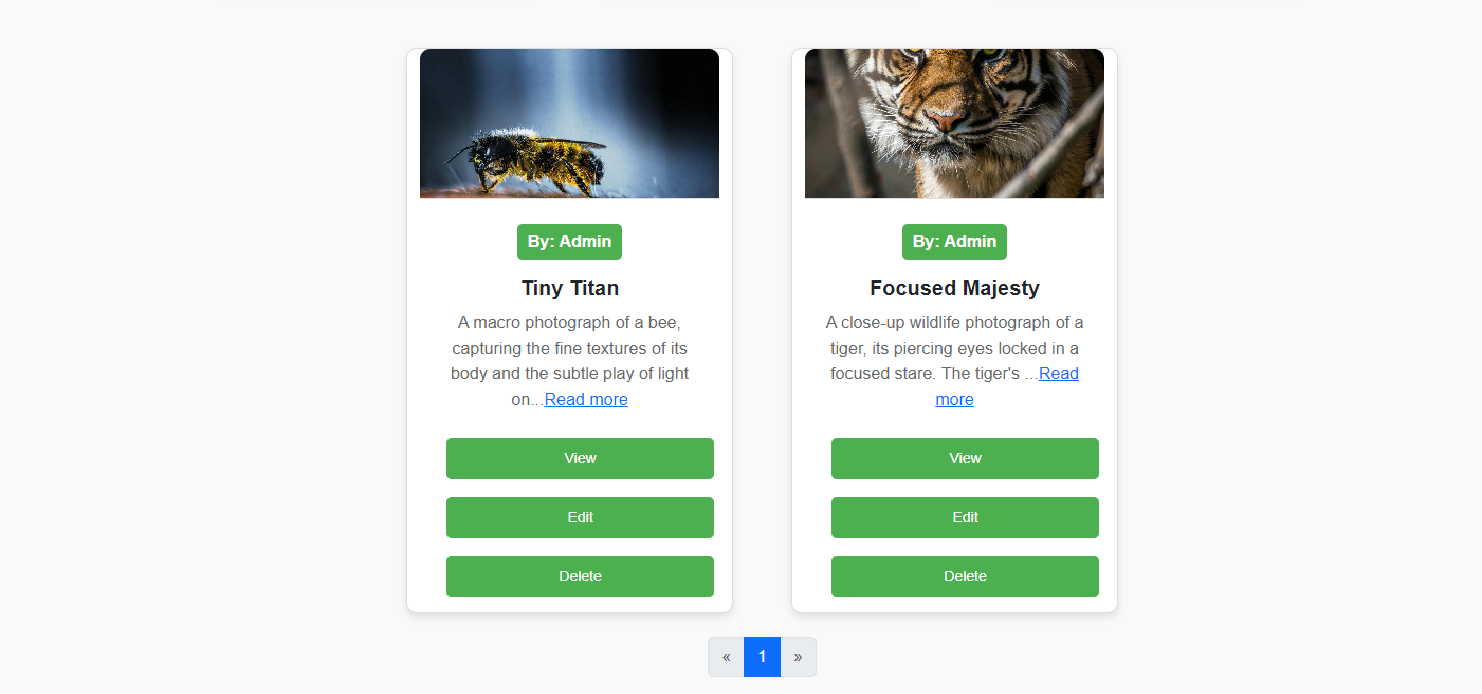 By: Admin
Tiny Titan
A macro photograph of a bee,
capturing the fine textures of its
body and the subtle play of light
on...Read more
View
Edit
Delete
By: Admin
Focused Majesty
A close-up wildlife photograph of a
tiger, its piercing eyes locked in a
focused stare. The tiger's ...Read
more
View
Edit
Delete
« 1 »